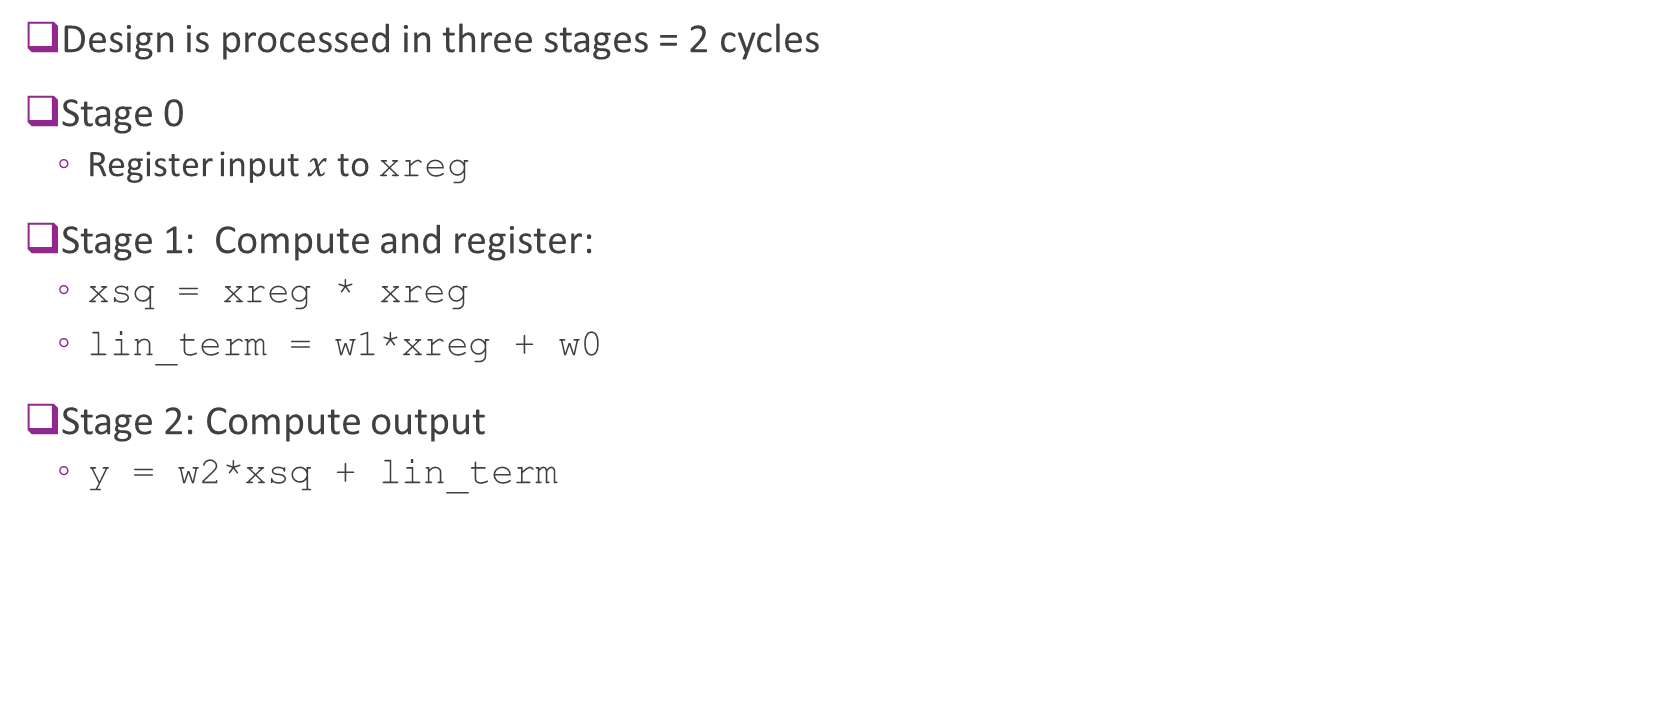 ❑Design is processed in three stages = 2 cycles
❑Stage 0
◦ Register input x to xreg
❑Stage 1:  Compute and register:
◦ xsq = xreg * xreg
◦ lin_term = w1*xreg + w0
❑Stage 2: Compute output
◦ y = w2*xsq + lin_term